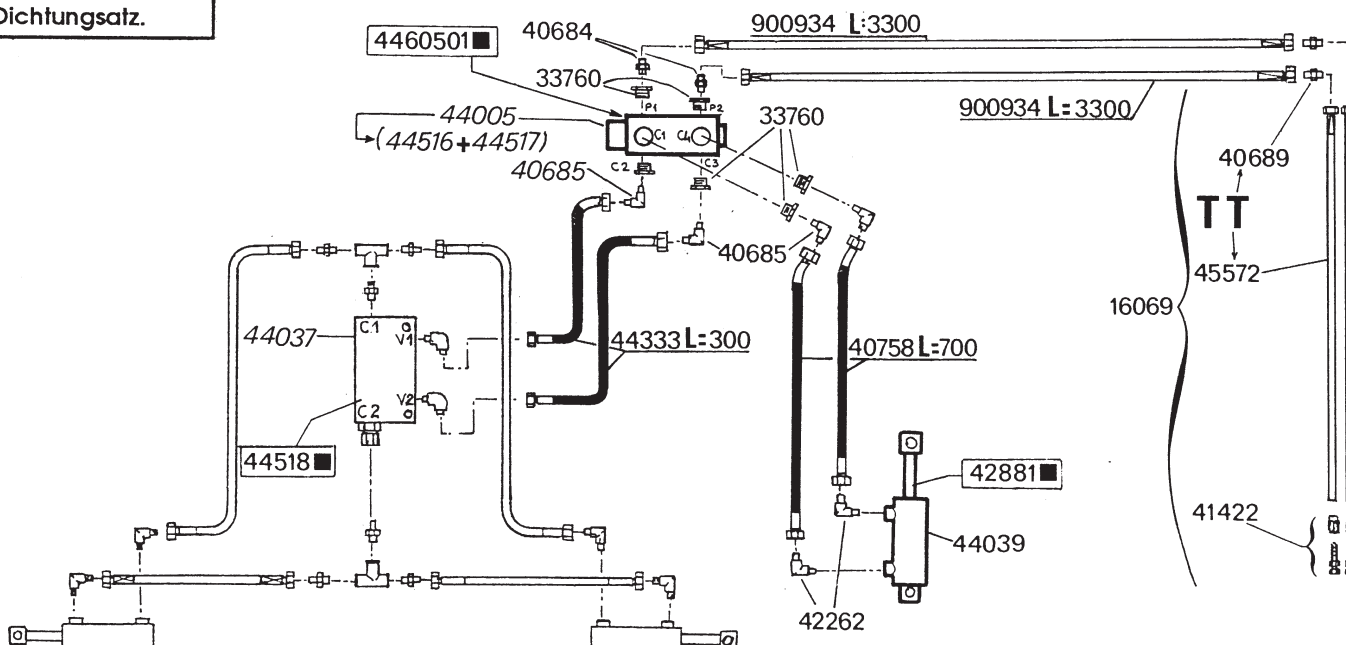 Dichtungsatz.
4460501■
40684
900934 L:3300
33760
900934 L=3300
P1
P2
44005
(44516+44517)
C1
C4
33760
C2
C3
40685
40689
TT
40685
45572
16069
44037
C1
V1
44333 L=300
40758 L=700
V2
C2
44518■
42881■
41422
44039
42262